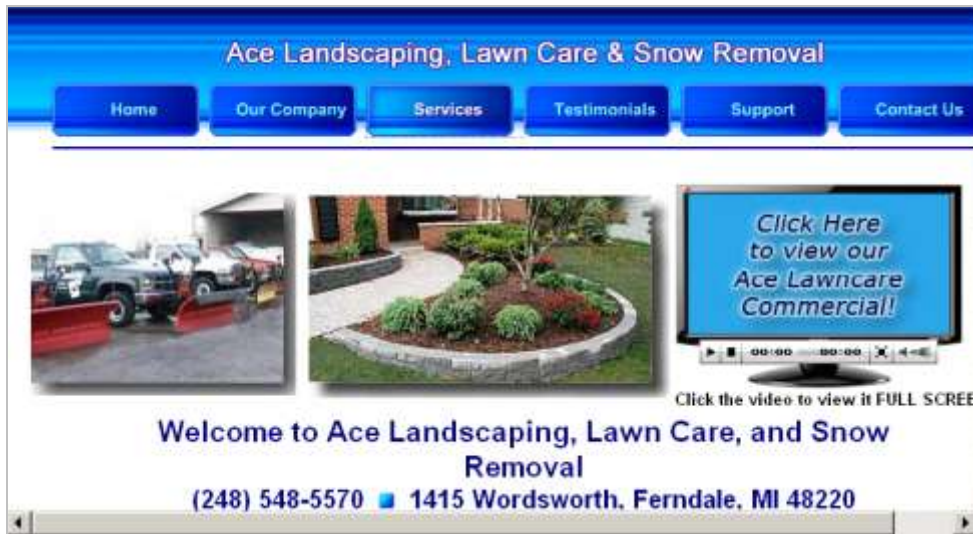 Ace Landscaping, Lawn Care & Snow Removal
Home Our Company Services Testimonials Support Contact Us
Click Here
to view our
Ace Lawncare
Commercial!
00:00 00:00
Click the video to view it FULL SCREE
Welcome to Ace Landscaping, Lawn Care, and Snow
Removal
(248) 548-5570 1415 Wordsworth, Ferndale, MI 48220